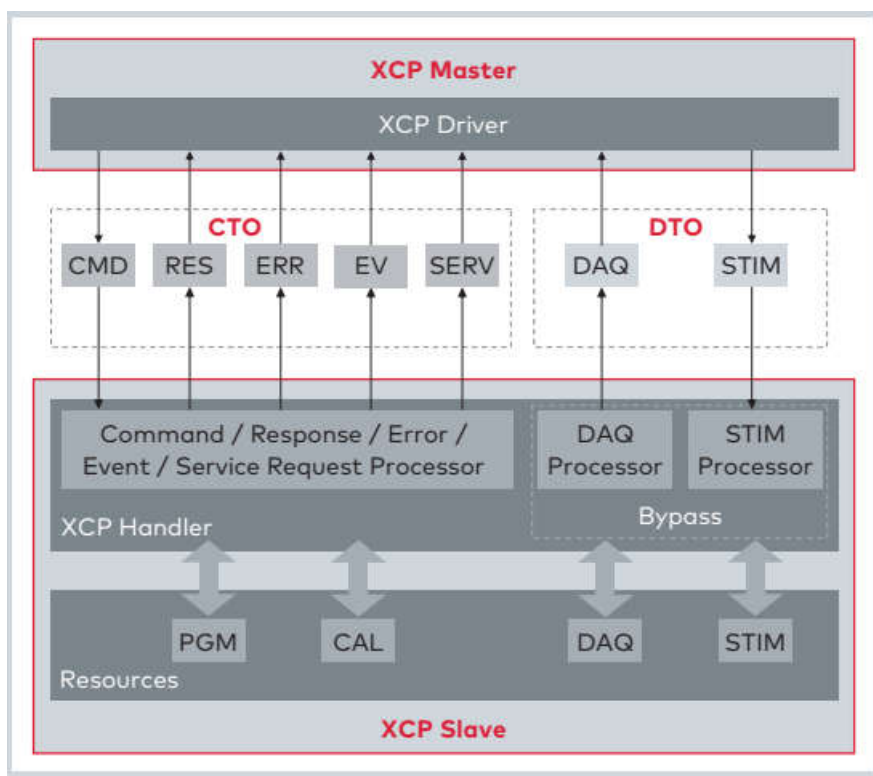 XCP Master
XCP Driver
CTO
DTO
CMD
RES
ERR
EV
SERV
DAQ
STIM
Command / Response / Error /
Event / Service Request Processor
DAQ
Processor
STIM
Processor
Bypass
XCP Handler
PGM
CAL
DAQ
STIM
Resources
XCP Slave